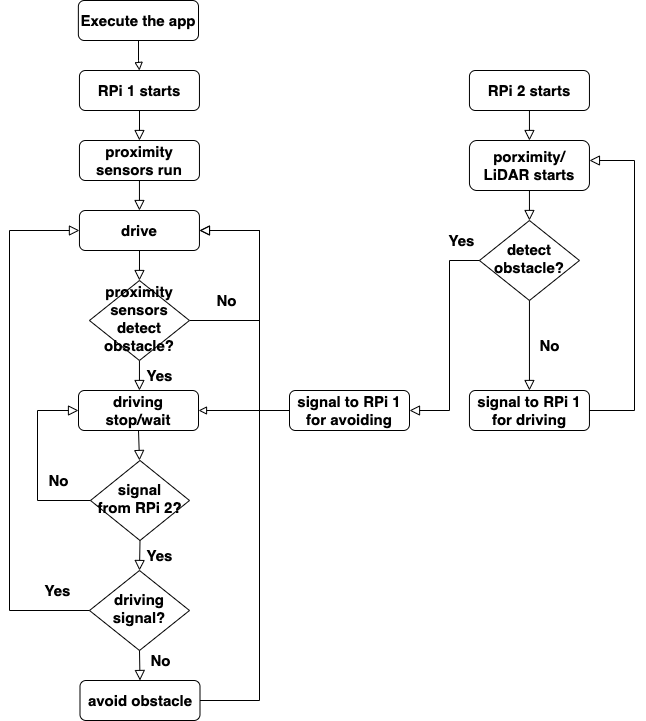 Execute the app
RPi 1 starts
RPi 2 starts
proximity
sensors run
porximity/
LiDAR starts
drive
Yes
detect
obstacle?
proximity
sensors
detect
obstacle?
No
No
Yes
driving
stop/wait
signal to RPi 1
for avoiding
signal to RPi 1
for driving
No
signal
from RPi 2?
Yes
Yes
driving
signal?
No
avoid obstacle